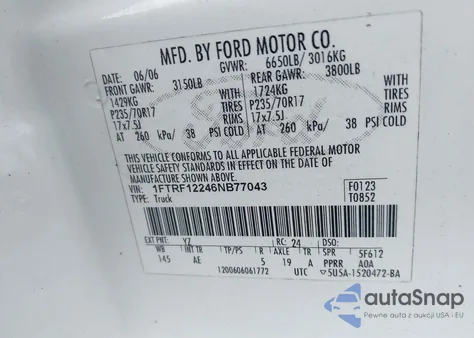 MFD. BY FORD MOTOR CO.
06/06 GVWR: 6650LB/ 3016KG
FRONT GAWR: 3150LB REAR GAWR: 3800LB
1429KG WITH 1724KG WITH
P235/70R17 TIRES P235/70R17 TIRES
17x7.5J RIMS 17x7.5J RIMS
AT 260 kPa/ 38 PSI COLD AT 260 kPa/ 38 PSI COLD
THIS VEHICLE CONFORMS TO ALL APPLICABLE FEDERAL MOTOR
VEHICLE SAFETY STANDARDS IN EFFECT ON THE DATE OF
MANUFACTURE SHOWN ABOVE.
VIN: 1FTRF12246NB77043 F0123
TYPE: Truck T0852
EXT PNT: YZ RC: 24 DSO:
WB INT TR TP/PS R AXLE TR SPR 5F612
145 AE 5 19 A PPRR AOA
1200606061772 UTC 5U5A-1520472-BA
autoSnap
Pewne auta z aukcji USA i EU